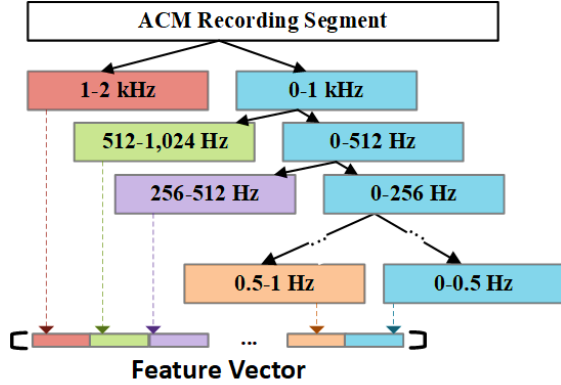 ACM Recording Segment
1-2 kHz
0-1 kHz
512-1,024 Hz
0-512 Hz
256-512 Hz
0-256 Hz
0.5-1 Hz
0-0.5 Hz
...
Feature Vector